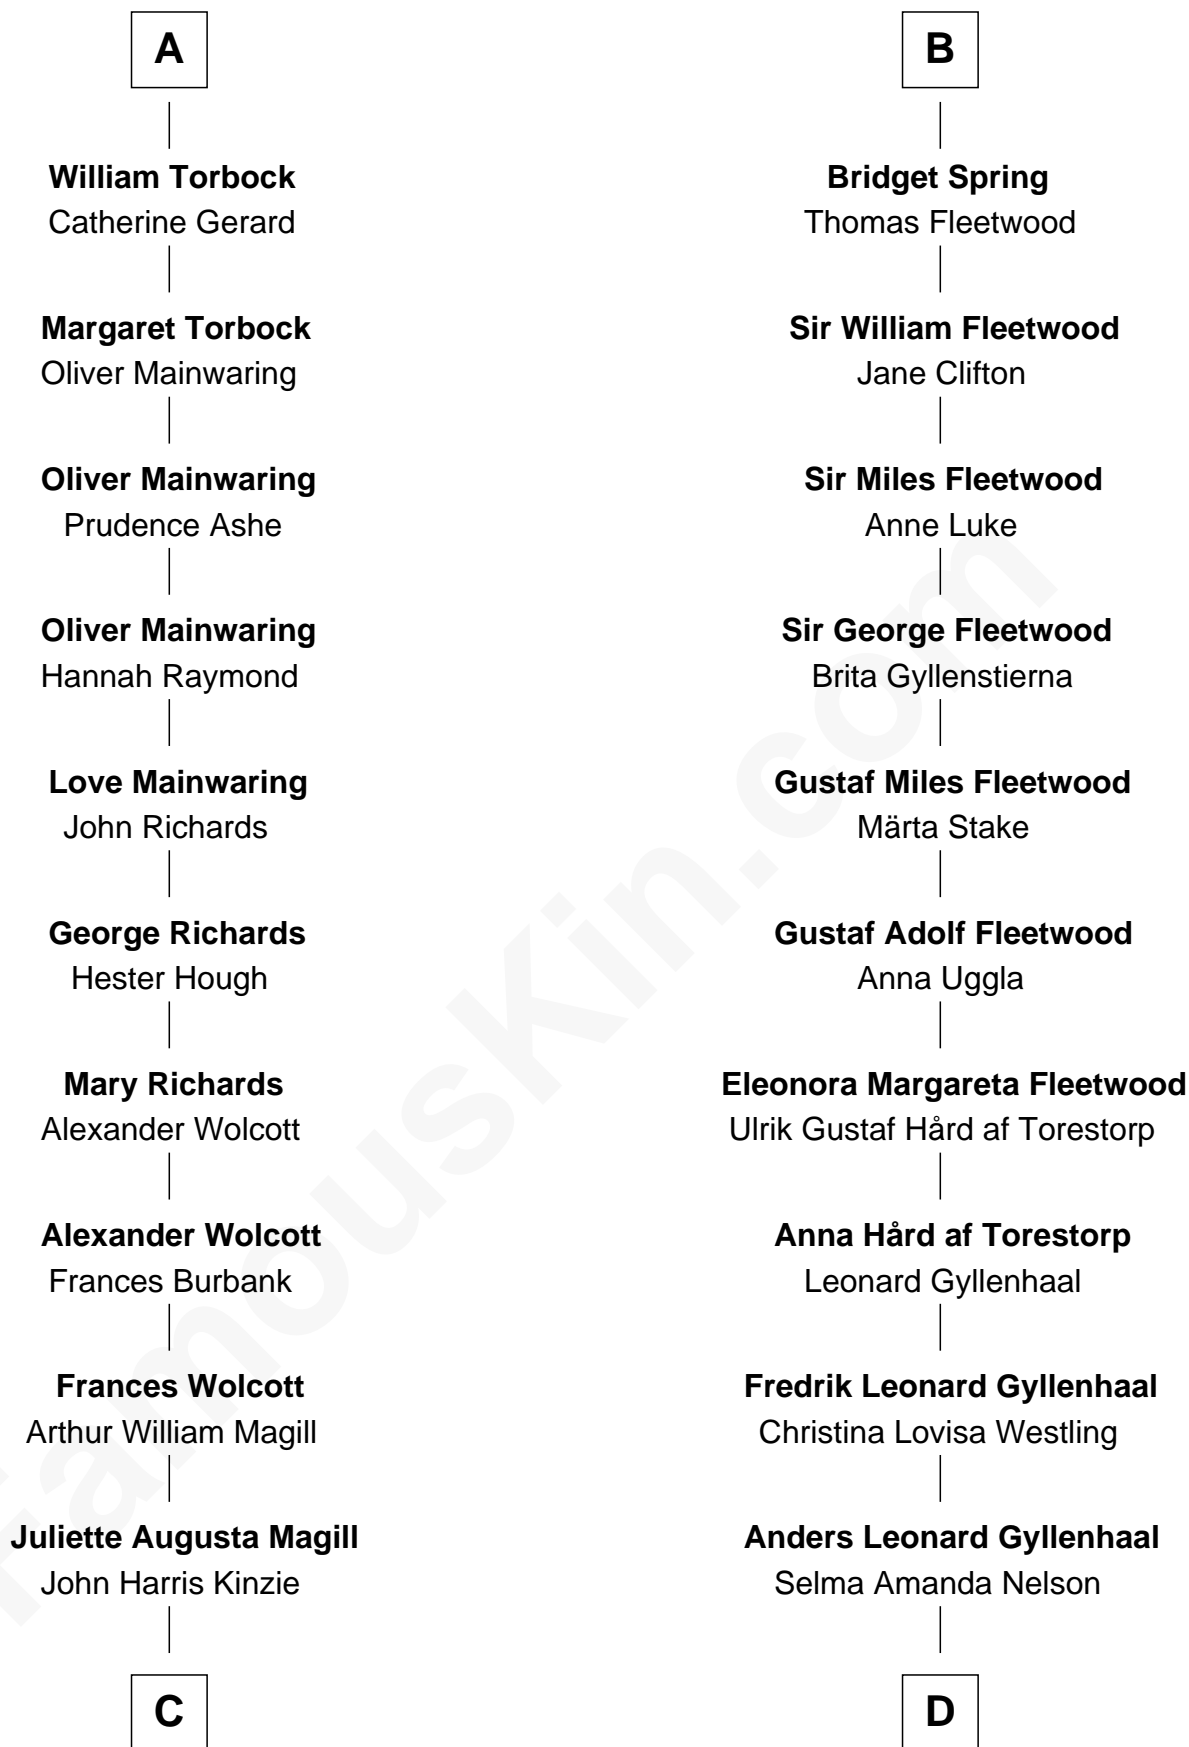 A
William Torbock
Catherine Gerard
Margaret Torbock
Oliver Mainwaring
Oliver Mainwaring
Prudence Ashe
Oliver Mainwaring
Hannah Raymond
Love Mainwaring
John Richards
George Richards
Hester Hough
Mary Richards
Alexander Wolcott
Alexander Wolcott
Frances Burbank
Frances Wolcott
Arthur William Magill
Juliette Augusta Magill
John Harris Kinzie
C
B
Bridget Spring
Thomas Fleetwood
Sir William Fleetwood
Jane Clifton
Sir Miles Fleetwood
Anne Luke
Sir George Fleetwood
Brita Gyllenstierna
Gustaf Miles Fleetwood
Märta Stake
Gustaf Adolf Fleetwood
Anna Uggla
Eleonora Margareta Fleetwood
Ulrik Gustaf Hård af Torestorp
Anna Hård af Torestorp
Leonard Gyllenhaal
Fredrik Leonard Gyllenhaal
Christina Lovisa Westling
Anders Leonard Gyllenhaal
Selma Amanda Nelson
D
FamousKin.com